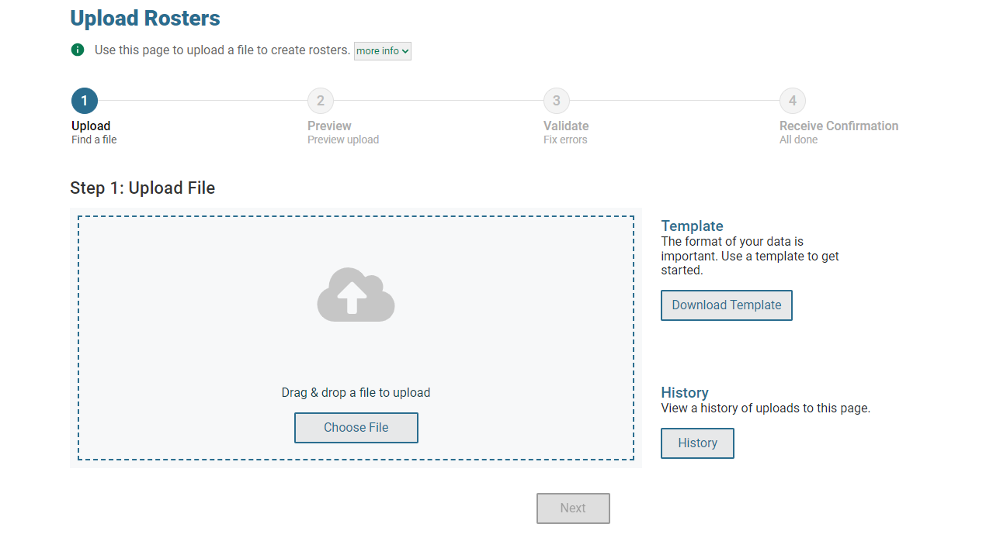 Upload Rosters
Use this page to upload a file to create rosters. more info
1
2
3
4
Upload
Preview
Validate
Receive Confirmation
Find a file
Preview upload
Fix errors
All done
Step 1: Upload File
Drag & drop a file to upload
Choose File
Template
The format of your data is
important. Use a template to get
started.
Download Template
History
View a history of uploads to this page.
History
Next